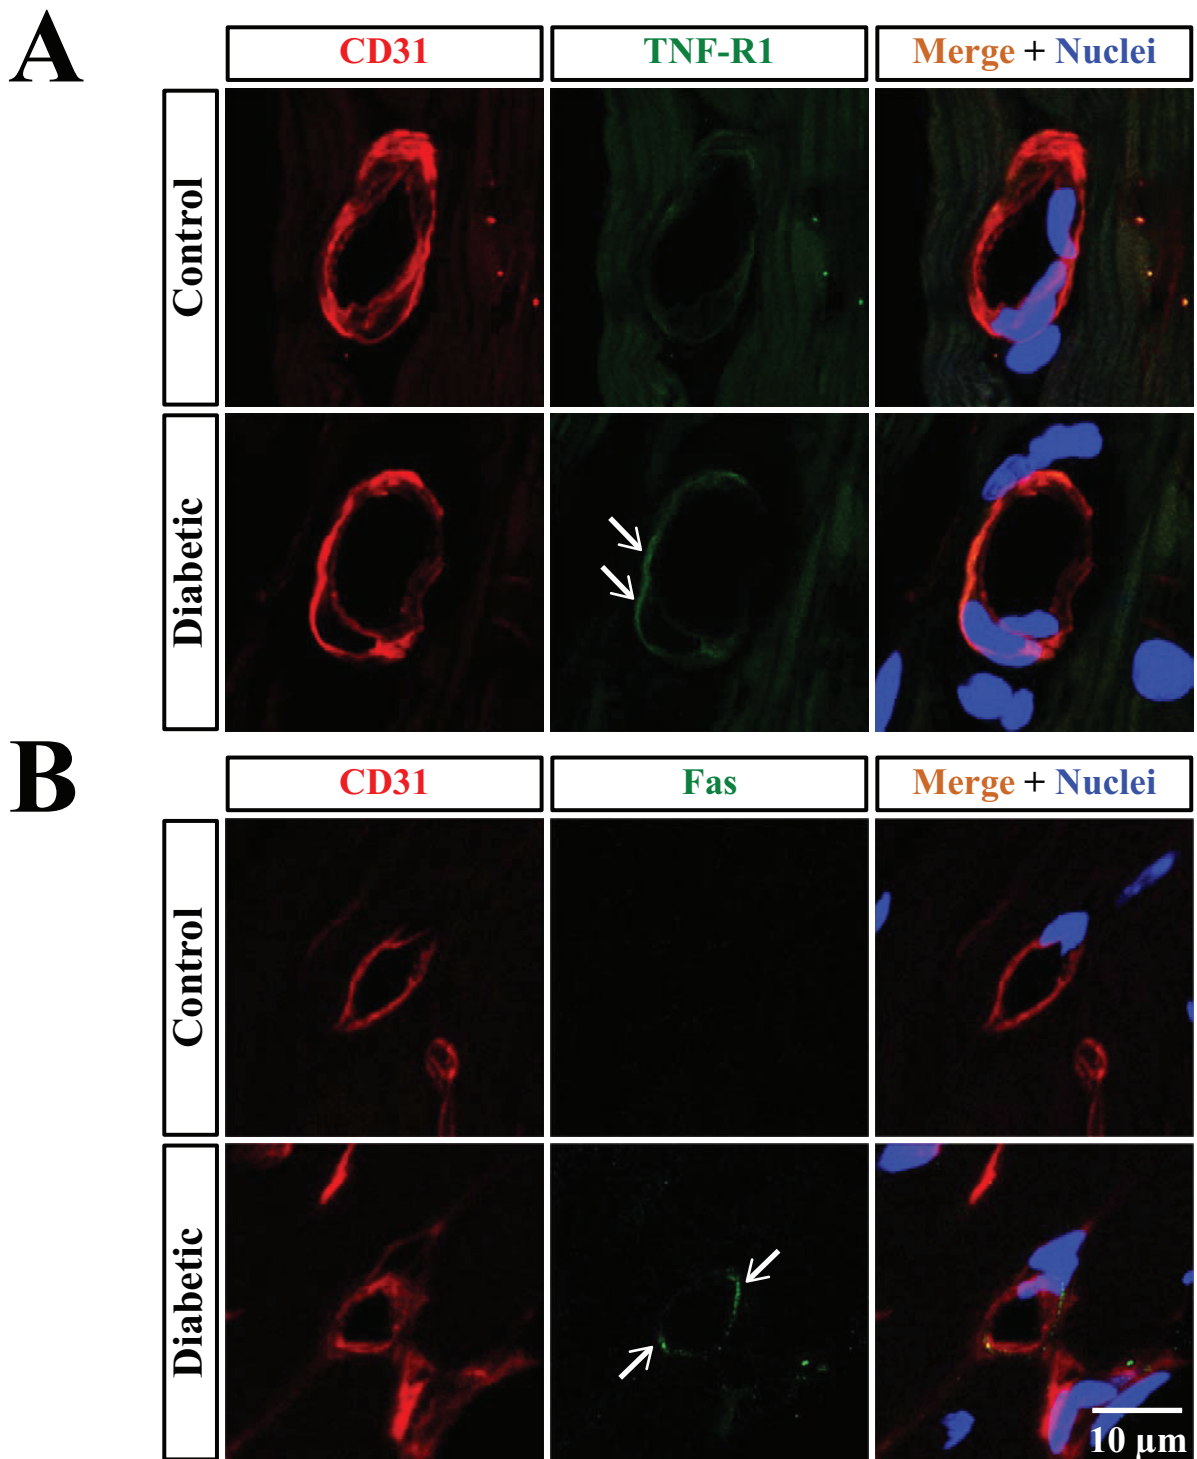 A
CD31 TNF-R1 Merge + Nuclei
Control
Diabetic
B
CD31 Fas Merge + Nuclei
Control
Diabetic
10 µm